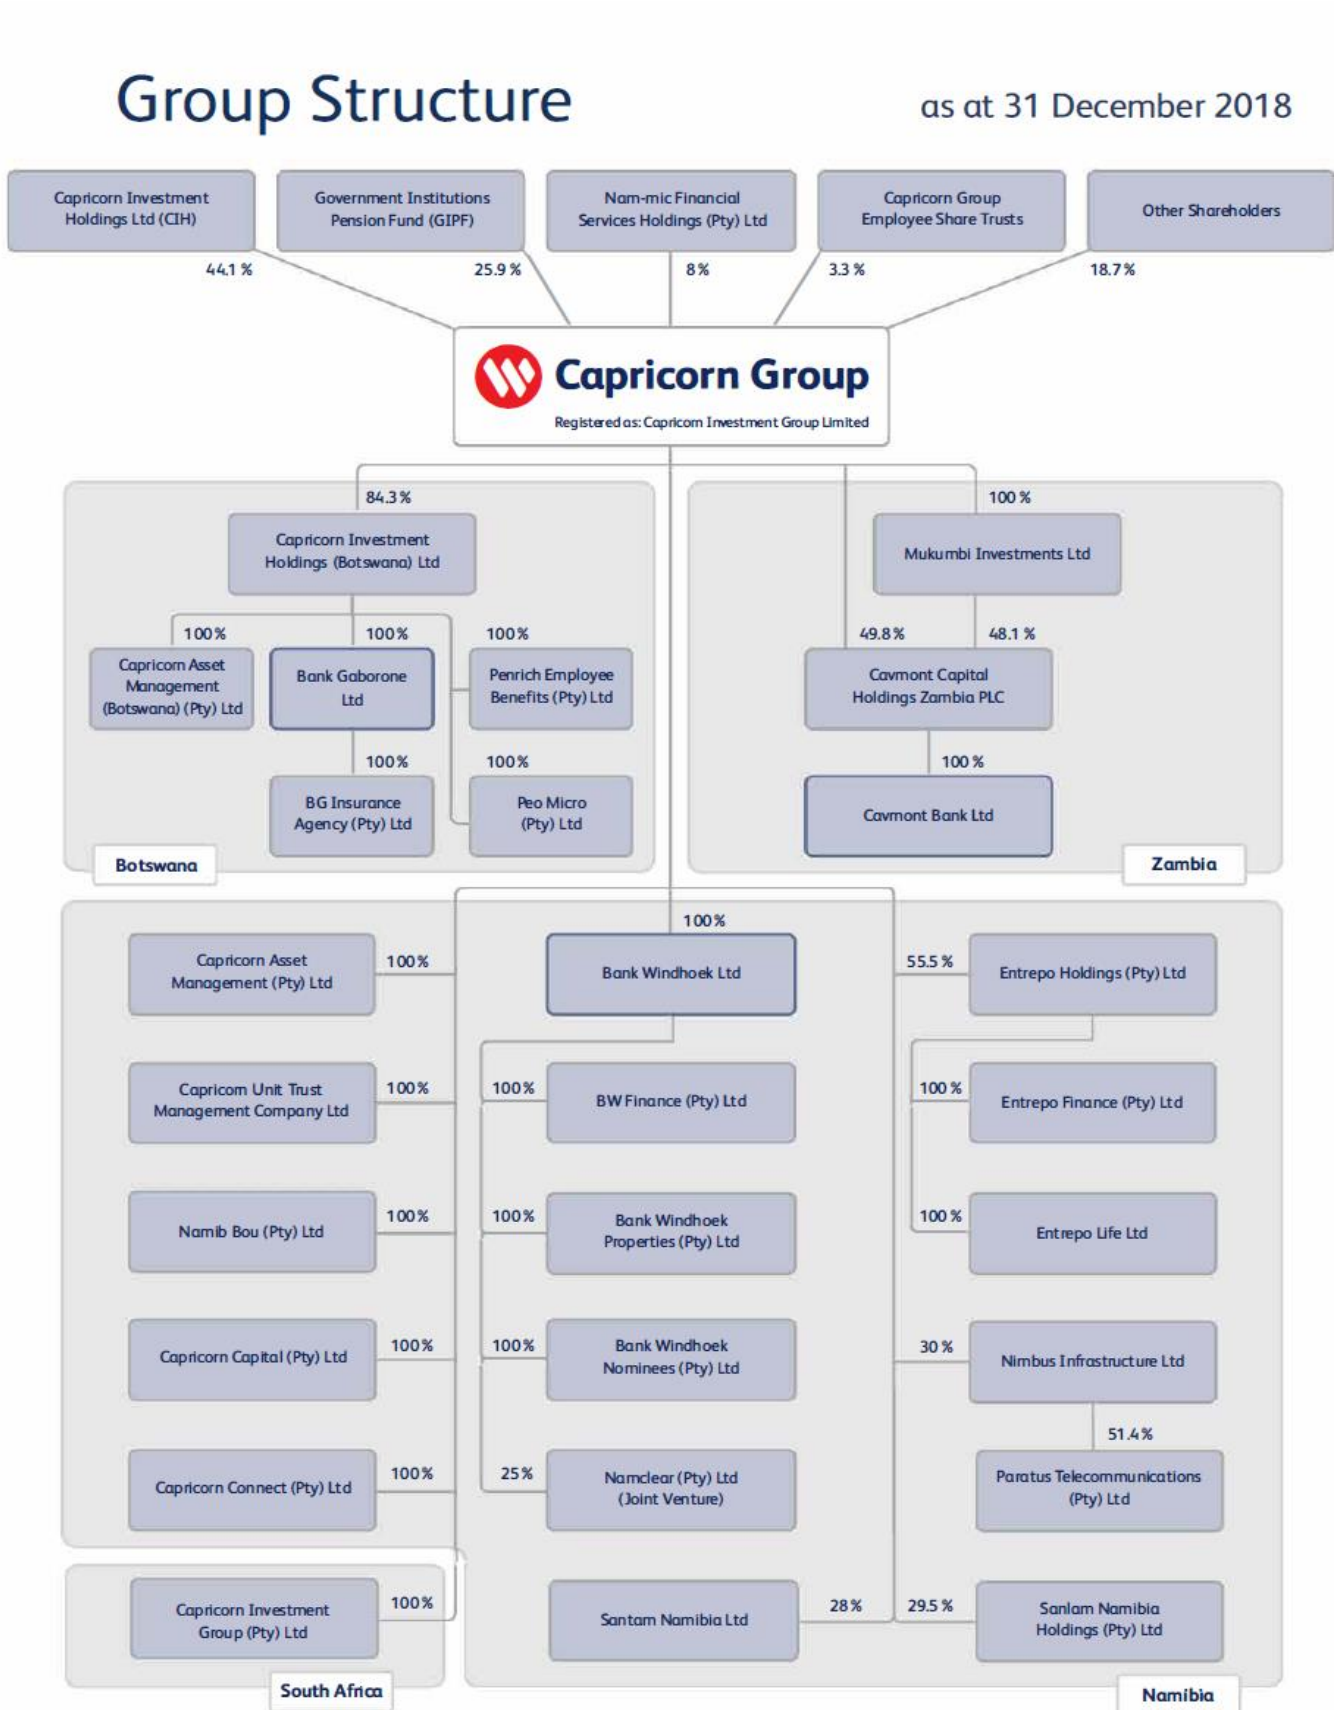 Group Structure
as at 31 December 2018
Capricorn Investment
Holdings Ltd (CIH)
Government Institutions
Pension Fund (GIPF)
Nam-mic Financial
Services Holdings (Pty) Ltd
Capricorn Group
Employee Share Trusts
Other Shareholders
44.1 %
25.9 %
8 %
3.3 %
18.7 %
Capricorn Group
Registered as: Capricorn Investment Group Limited
84.3 %
Capricorn Investment
Holdings (Botswana) Ltd
100 %
100 %
100 %
Capricorn Asset
Management
(Botswana) (Pty) Ltd
Bank Gaborone
Ltd
Penrich Employee
Benefits (Pty) Ltd
100 %
100 %
BG Insurance
Agency (Pty) Ltd
Peo Micro
(Pty) Ltd
Botswana
100 %
Mukumbi Investments Ltd
49.8 %
48.1 %
Cavmont Capital
Holdings Zambia PLC
100 %
Cavmont Bank Ltd
Zambia
Capricorn Asset
Management (Pty) Ltd
100 %
Capricorn Unit Trust
Management Company Ltd
100 %
Namib Bou (Pty) Ltd
100 %
Capricorn Capital (Pty) Ltd
100 %
Capricorn Connect (Pty) Ltd
100 %
100 %
Bank Windhoek Ltd
100 %
BW Finance (Pty) Ltd
100 %
Bank Windhoek
Properties (Pty) Ltd
100 %
Bank Windhoek
Nominees (Pty) Ltd
25 %
Namclear (Pty) Ltd
(Joint Venture)
55.5 %
Entrepo Holdings (Pty) Ltd
100 %
Entrepo Finance (Pty) Ltd
100 %
Entrepo Life Ltd
30 %
Nimbus Infrastructure Ltd
51.4 %
Paratus Telecommunications
(Pty) Ltd
Santam Namibia Ltd
28 %
29.5 %
Sanlam Namibia
Holdings (Pty) Ltd
Namibia
Capricorn Investment
Group (Pty) Ltd
100 %
South Africa